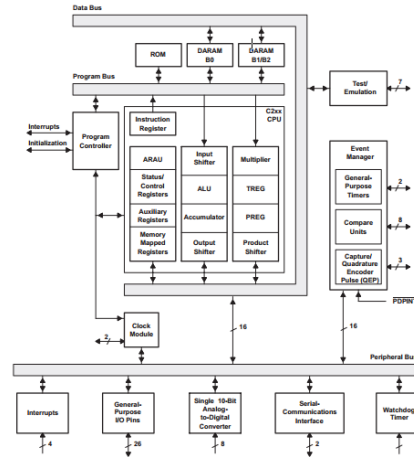 Data Bus
ROM
DARAM
B0
DARAM
B1/B2
Program Bus
Test/
Emulation
7
C2xx
CPU
Instruction
Register
Interrupts
Initialization
Program
Controller
ARAU
Status/
Control
Registers
Auxiliary
Registers
Memory
Mapped
Registers
Input
Shifter
ALU
Accumulator
Output
Shifter
Multiplier
TREG
PREG
Product
Shifter
Event
Manager
General-
Purpose
Timers
2
Compare
Units
8
Capture/
Quadrature
Encoder
Pulse (QEP)
3
PDPINT
Clock
Module
2
16
16
Peripheral Bus
Interrupts
General-
Purpose
I/O Pins
Single 10-Bit
Analog-
to-Digital
Converter
Serial-
Communications
Interface
Watchdog
Timer
4
26
8
2